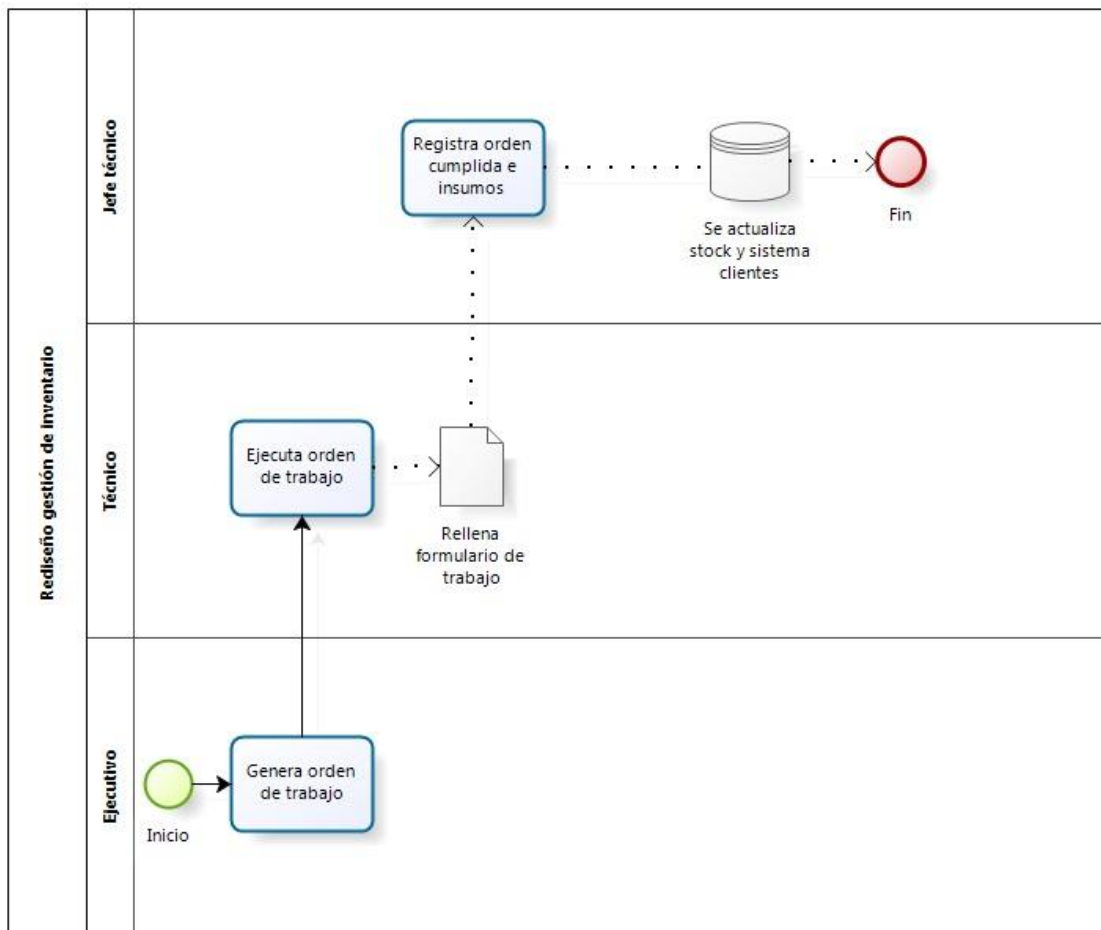 Rediseño gestión de inventario
Jefe técnico
Registra orden
cumplida e
insumos
Se actualiza
stock y sistema
clientes
Fin
Técnico
Ejecuta orden
de trabajo
Rellena
formulario de
trabajo
Ejecutivo
Inicio
Genera orden
de trabajo